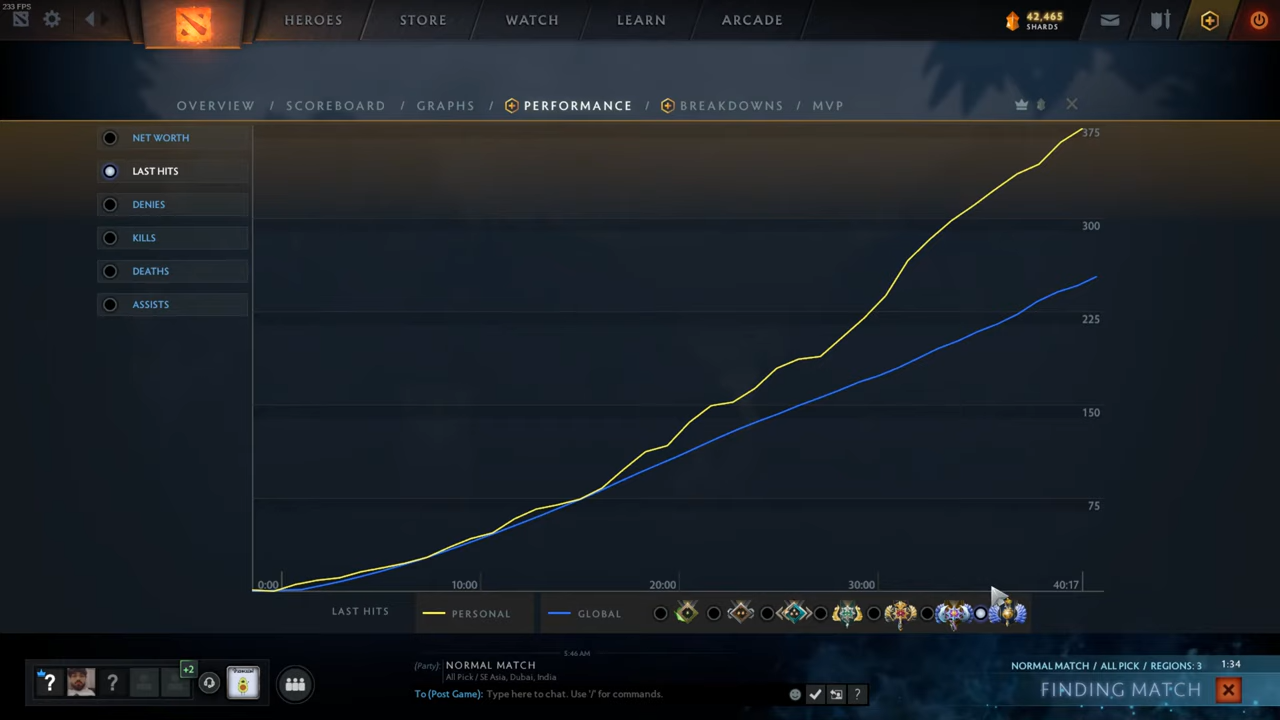 233 FPS
HEROES
STORE
WATCH
LEARN
ARCADE
42,465
SHARDS
OVERVIEW / SCOREBOARD / GRAPHS / PERFORMANCE / BREAKDOWNS / MVP
NET WORTH
LAST HITS
DENIES
KILLS
DEATHS
ASSISTS
375
300
225
150
75
0:00
10:00
20:00
30:00
40:17
LAST HITS
PERSONAL
GLOBAL
5:46 AM
(Party): NORMAL MATCH
All Pick / SE Asia, Dubai, India
To (Post Game): Type here to chat. Use '/' for commands.
?
?
+2
?
NORMAL MATCH / ALL PICK / REGIONS: 3
1:34
FINDING MATCH